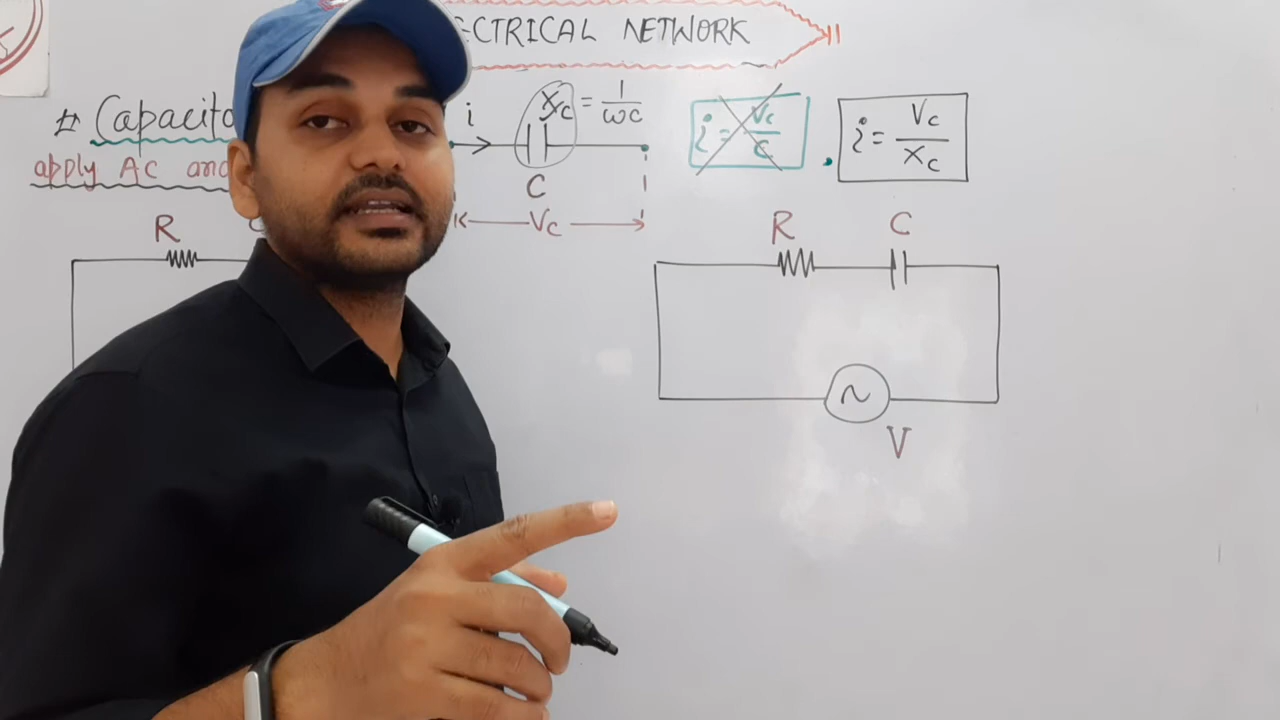 ECTRICAL NETWORK
# Capacito
apply AC and
i
Xc = 1/ωc
C
Vc
i = Vc/C
i = Vc/Xc
R
R C
~
V